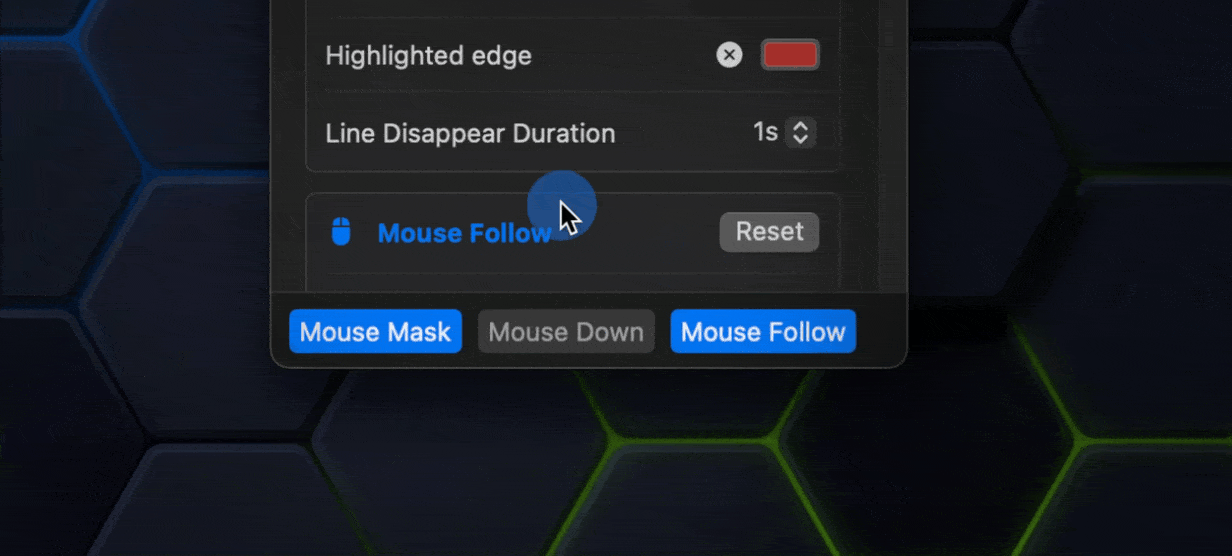 Highlighted edge
Line Disappear Duration 1s
Mouse Follow Reset
Mouse Mask Mouse Down Mouse Follow